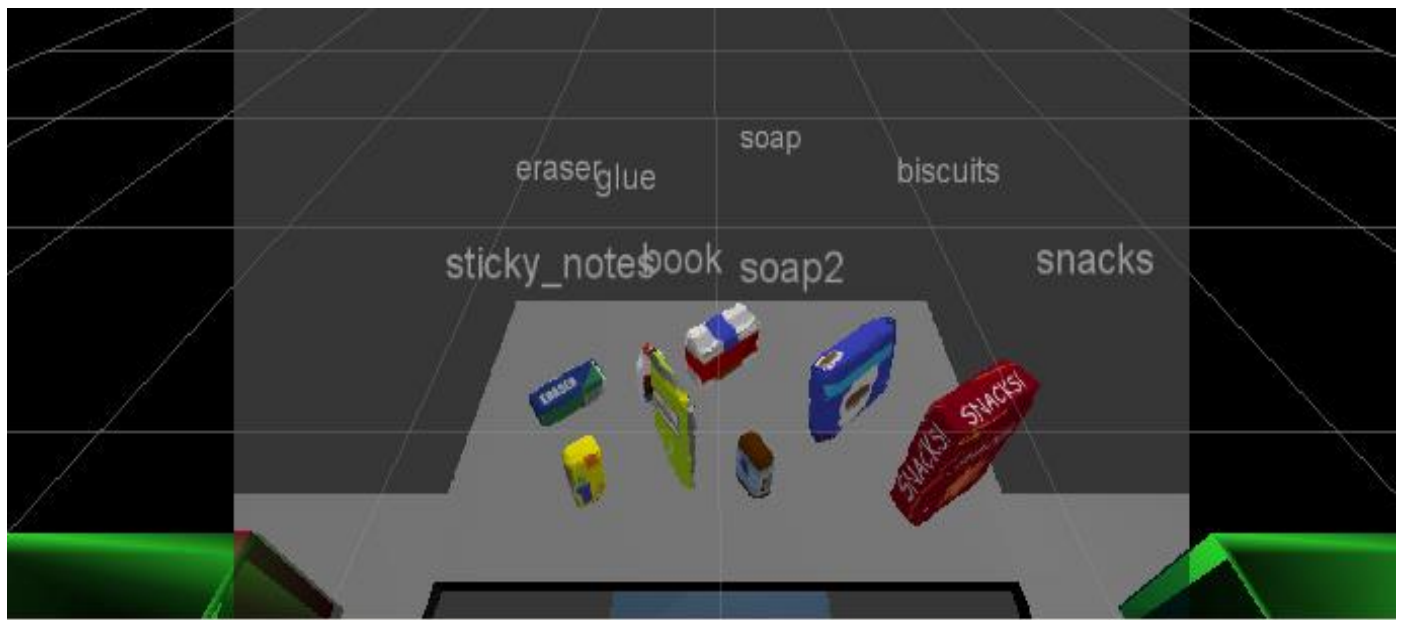 soap
eraser
glue
biscuits
sticky_notes
book
soap2
snacks
ERASER
SNACKS!
SNACKS!